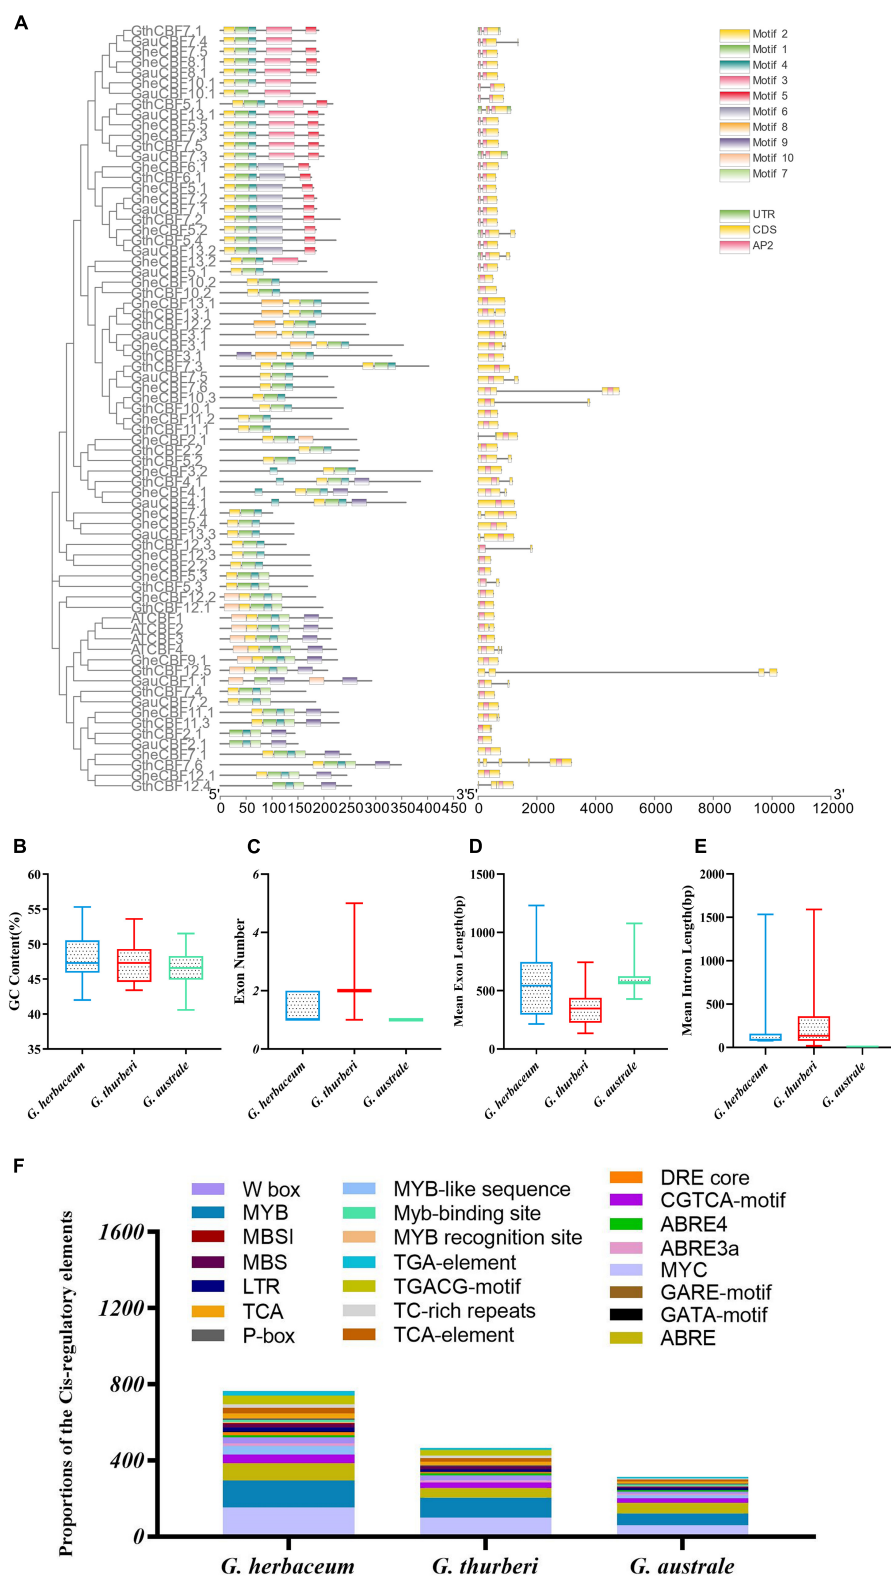 A
GthCBF7.1
GauCBF7.4
GheCBF7.5
GheCBF8.1
GauCBF8.1
GheCBF10.1
GauCBF10.1
GthCBF5.1
GauCBF13.1
GheCBF5.5
GheCBF7.3
GthCBF7.5
GauCBF7.3
GheCBF6.1
GthCBF6.1
GheCBF5.1
GheCBF7.2
GauCBF7.1
GthCBF7.2
GheCBF5.2
GthCBF5.4
GauCBF13.2
GheCBF13.2
GauCBF5.1
GheCBF10.2
GthCBF10.2
GheCBF13.1
GthCBF13.1
GthCBF12.2
GauCBF3.1
GheCBF3.1
GthCBF3.1
GthCBF7.3
GauCBF7.5
GheCBF7.6
GheCBF10.3
GthCBF10.1
GheCBF11.2
GthCBF11.1
GheCBF2.1
GthCBF2.2
GthCBF5.2
GheCBF3.2
GthCBF4.1
GheCBF4.1
GauCBF4.1
GheCBF7.4
GheCBF5.4
GauCBF13.3
GthCBF12.3
GheCBF12.3
GheCBF2.2
GheCBF5.3
GthCBF5.3
GheCBF12.2
GthCBF12.1
ATCBF1
ATCBF2
ATCBF3
ATCBF4
GheCBF9.1
GthCBF12.5
GauCBF1.1
GthCBF7.4
GauCBF7.2
GheCBF11.1
GthCBF11.3
GthCBF2.1
GauCBF2.1
GheCBF7.1
GthCBF7.6
GheCBF12.1
GthCBF12.4
5' 3' 5' 3'
0 50 100 150 200 250 300 350 400 450
0 2000 4000 6000 8000 10000 12000
Motif 2
Motif 1
Motif 4
Motif 3
Motif 5
Motif 6
Motif 8
Motif 9
Motif 10
Motif 7
UTR
CDS
AP2
B
GC Content(%)
60
55
50
45
40
35
G. herbaceum
G. thurberi
G. australe
C
Exon Number
6
4
2
0
G. herbaceum
G. thurberi
G. australe
D
Mean Exon Length(bp)
1500
1000
500
0
G. herbaceum
G. thurberi
G. australe
E
Mean Intron Length(bp)
2000
1500
1000
500
0
G. herbaceum
G. thurberi
G. australe
F
Proportions of the Cis-regulatory elements
1600
1200
800
400
0
W box
MYB
MBSI
MBS
LTR
TCA
P-box
MYB-like sequence
Myb-binding site
MYB recognition site
TGA-element
TGACG-motif
TC-rich repeats
TCA-element
DRE core
CGTCA-motif
ABRE4
ABRE3a
MYC
GARE-motif
GATA-motif
ABRE
G. herbaceum
G. thurberi
G. australe